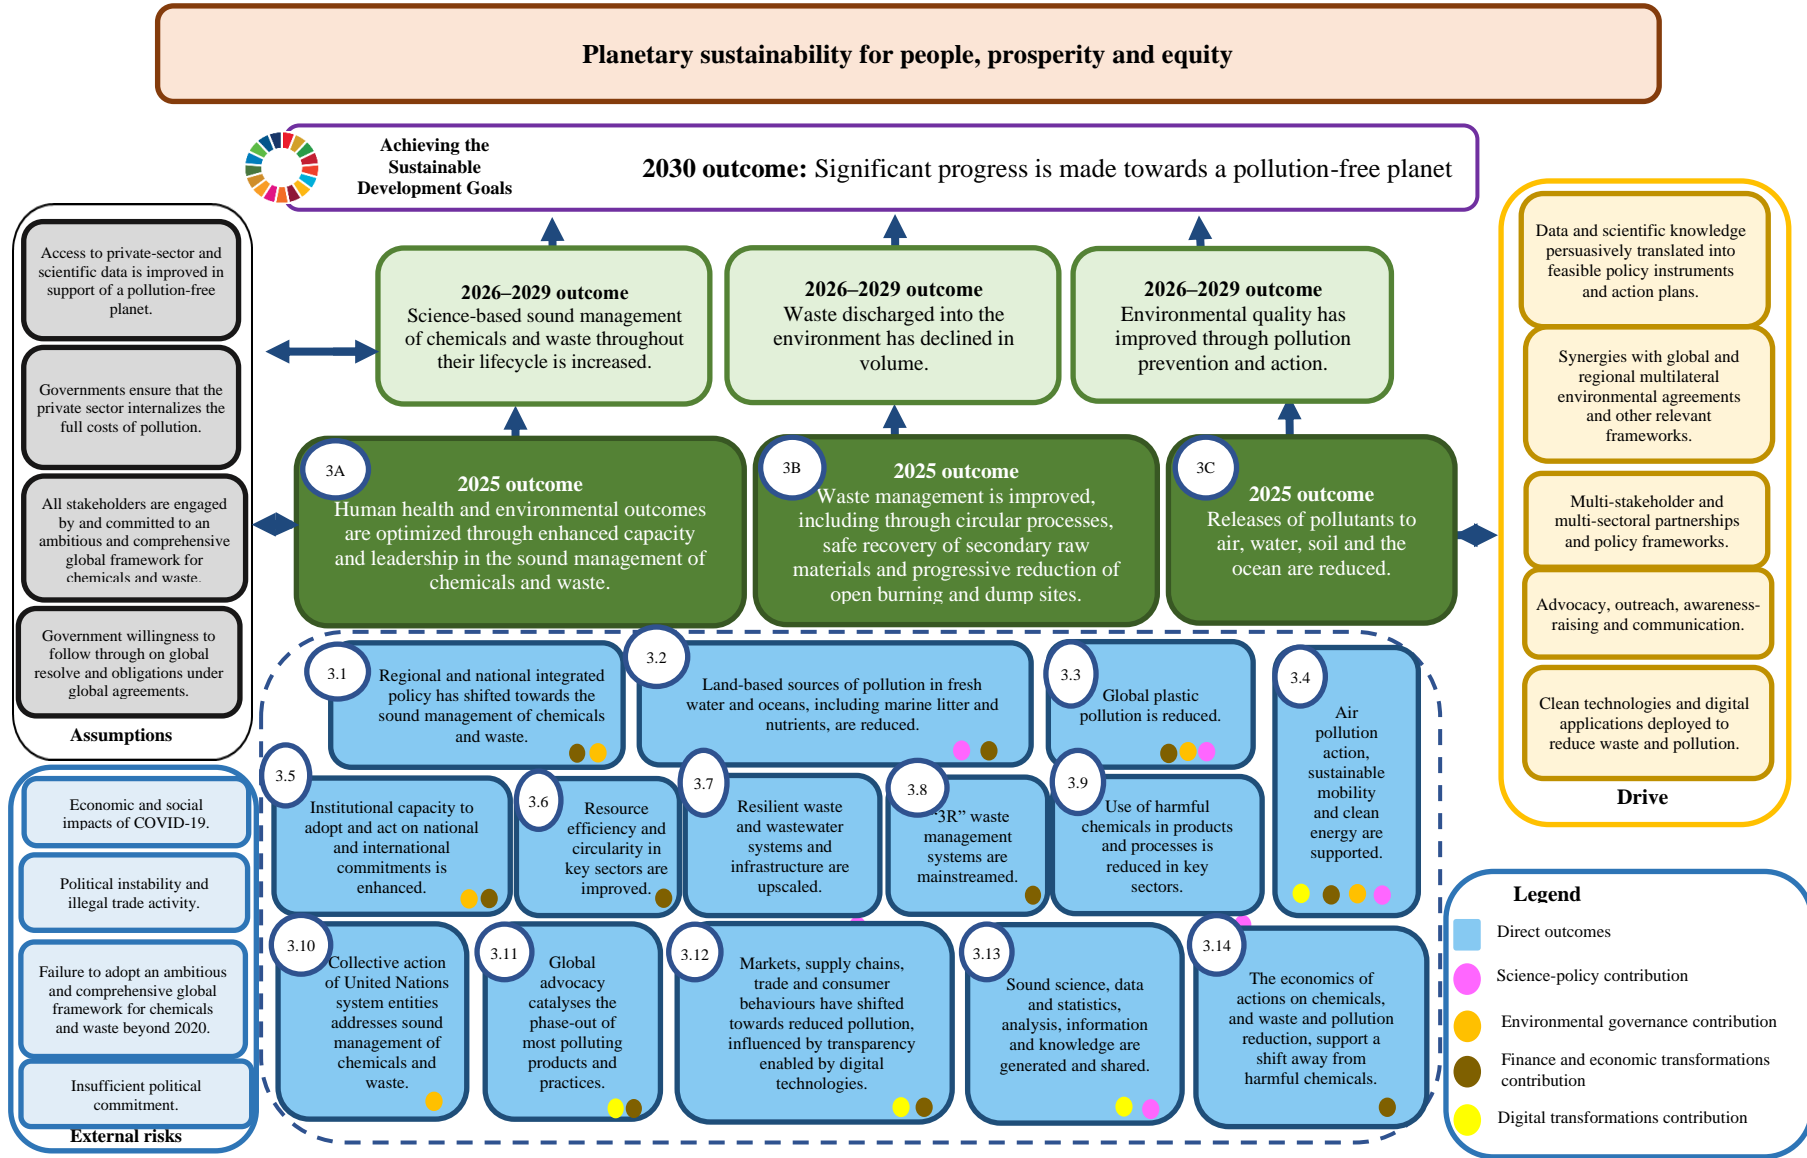 Planetary sustainability for people, prosperity and equity
Achieving the
Sustainable
Development Goals
2030 outcome: Significant progress is made towards a pollution-free planet
Access to private-sector and
scientific data is improved in
support of a pollution-free
planet.
Governments ensure that the
private sector internalizes the
full costs of pollution.
All stakeholders are engaged
by and committed to an
ambitious and comprehensive
global framework for
chemicals and waste.
Government willingness to
follow through on global
resolve and obligations under
global agreements.
Assumptions
Economic and social
impacts of COVID-19.
Political instability and
illegal trade activity.
Failure to adopt an ambitious
and comprehensive global
framework for chemicals
and waste beyond 2020.
Insufficient political
commitment.
External risks
2026–2029 outcome
Science-based sound management
of chemicals and waste throughout
their lifecycle is increased.
2026–2029 outcome
Waste discharged into the
environment has declined in
volume.
2026–2029 outcome
Environmental quality has
improved through pollution
prevention and action.
3A
2025 outcome
Human health and environmental outcomes
are optimized through enhanced capacity
and leadership in the sound management of
chemicals and waste.
3B
2025 outcome
Waste management is improved,
including through circular processes,
safe recovery of secondary raw
materials and progressive reduction of
open burning and dump sites.
3C
2025 outcome
Releases of pollutants to
air, water, soil and the
ocean are reduced.
3.1
Regional and national integrated
policy has shifted towards the
sound management of chemicals
and waste.
3.2
Land-based sources of pollution in fresh
water and oceans, including marine litter and
nutrients, are reduced.
3.3
Global plastic
pollution is reduced.
3.4
Air
pollution
action,
sustainable
mobility
and clean
energy are
supported.
3.5
Institutional capacity to
adopt and act on national
and international
commitments is
enhanced.
3.6
Resource
efficiency and
circularity in
key sectors are
improved.
3.7
Resilient waste
and wastewater
systems and
infrastructure are
upscaled.
3.8
“3R” waste
management
systems are
mainstreamed.
3.9
Use of harmful
chemicals in products
and processes is
reduced in key
sectors.
3.10
Collective action
of United Nations
system entities
addresses sound
management of
chemicals and
waste.
3.11
Global
advocacy
catalyses the
phase-out of
most polluting
products and
practices.
3.12
Markets, supply chains,
trade and consumer
behaviours have shifted
towards reduced pollution,
influenced by transparency
enabled by digital
technologies.
3.13
Sound science, data
and statistics,
analysis, information
and knowledge are
generated and shared.
3.14
The economics of
actions on chemicals,
and waste and pollution
reduction, support a
shift away from
harmful chemicals.
Data and scientific knowledge
persuasively translated into
feasible policy instruments
and action plans.
Synergies with global and
regional multilateral
environmental agreements
and other relevant
frameworks.
Multi-stakeholder and
multi-sectoral partnerships
and policy frameworks.
Advocacy, outreach, awareness-
raising and communication.
Clean technologies and digital
applications deployed to
reduce waste and pollution.
Drive
Legend
Direct outcomes
Science-policy contribution
Environmental governance contribution
Finance and economic transformations
contribution
Digital transformations contribution